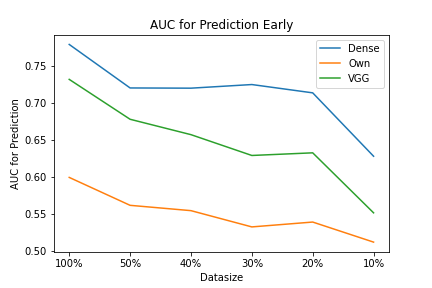 AUC for Prediction Early
Dense
Own
VGG
AUC for Prediction
0.75
0.70
0.65
0.60
0.55
0.50
100%
50%
40%
30%
20%
10%
Datasize